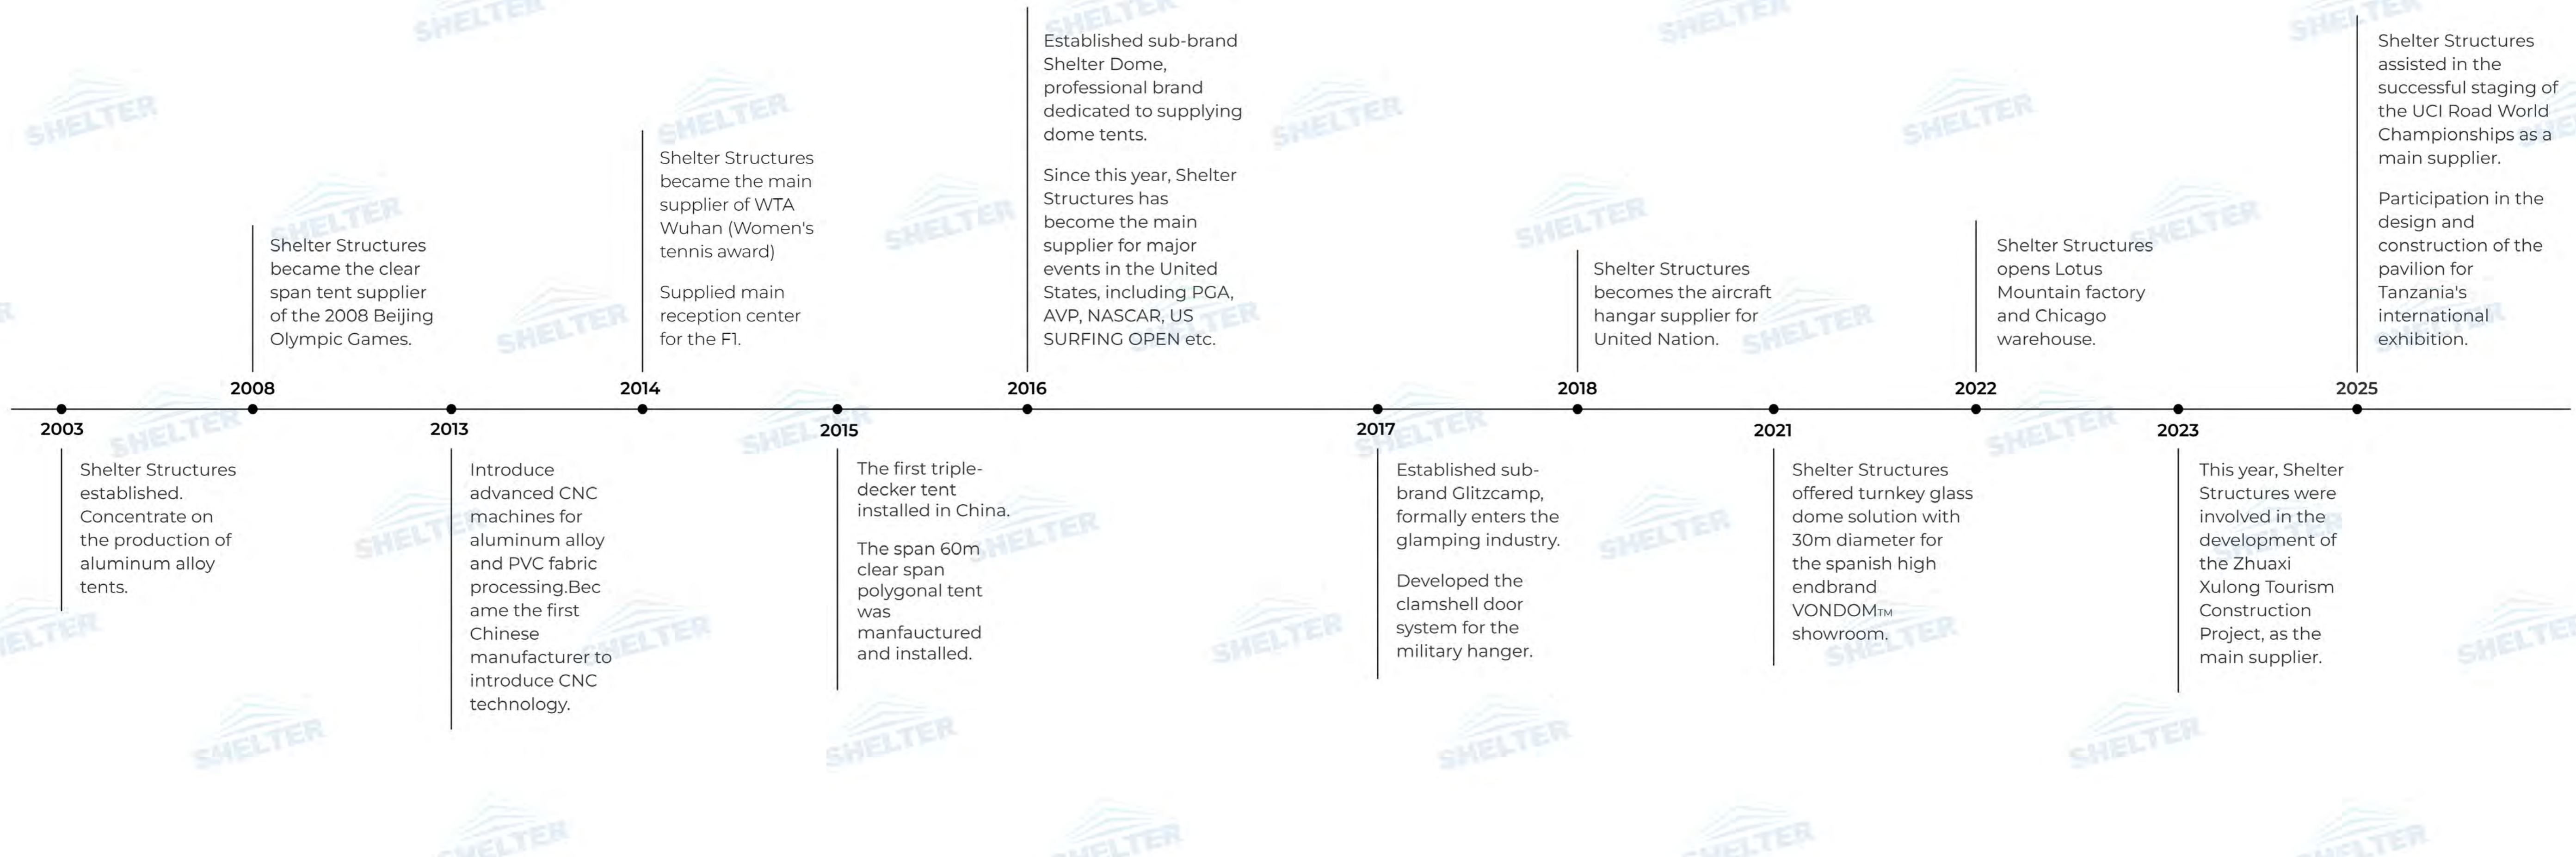 2003
Shelter Structures
established.
Concentrate on
the production of
aluminum alloy
tents.
2008
Shelter Structures
became the clear
span tent supplier
of the 2008 Beijing
Olympic Games.
2013
Introduce
advanced CNC
machines for
aluminum alloy
and PVC fabric
processing.Bec
ame the first
Chinese
manufacturer to
introduce CNC
technology.
2014
Shelter Structures
became the main
supplier of WTA
Wuhan (Women's
tennis award)
Supplied main
reception center
for the F1.
2015
The first triple-
decker tent
installed in China.
The span 60m
clear span
polygonal tent
was
manfauctured
and installed.
2016
Established sub-brand
Shelter Dome,
professional brand
dedicated to supplying
dome tents.
Since this year, Shelter
Structures has
become the main
supplier for major
events in the United
States, including PGA,
AVP, NASCAR, US
SURFING OPEN etc.
2017
Established sub-
brand Glitzcamp,
formally enters the
glamping industry.
Developed the
clamshell door
system for the
military hanger.
2018
Shelter Structures
becomes the aircraft
hangar supplier for
United Nation.
2021
Shelter Structures
offered turnkey glass
dome solution with
30m diameter for
the spanish high
endbrand
VONDOM™
showroom.
2022
Shelter Structures
opens Lotus
Mountain factory
and Chicago
warehouse.
2023
This year, Shelter
Structures were
involved in the
development of
the Zhuaxi
Xulong Tourism
Construction
Project, as the
main supplier.
2025
Shelter Structures
assisted in the
successful staging of
the UCI Road World
Championships as a
main supplier.
Participation in the
design and
construction of the
pavilion for
Tanzania's
international
exhibition.
SHELTER